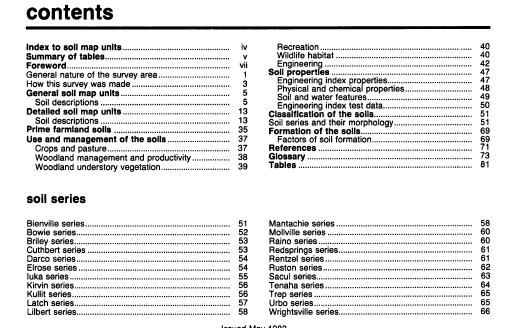 contents
Index to soil map units ........ iv
Summary of tables ........ v
Foreword ........ vii
General nature of the survey area ........ 1
How this survey was made ........ 3
General soil map units ........ 5
Soil descriptions ........ 5
Detailed soil map units ........ 13
Soil descriptions ........ 13
Prime farmland soils ........ 35
Use and management of the soils ........ 37
Crops and pasture ........ 37
Woodland management and productivity ........ 38
Woodland understory vegetation ........ 39
Recreation ........ 40
Wildlife habitat ........ 40
Engineering ........ 42
Soil properties ........ 47
Engineering index properties ........ 47
Physical and chemical properties ........ 48
Soil and water features ........ 49
Engineering index test data ........ 50
Classification of the soils ........ 51
Soil series and their morphology ........ 51
Formation of the soils ........ 69
Factors of soil formation ........ 69
References ........ 71
Glossary ........ 73
Tables ........ 81
soil series
Bienville series ........ 51
Bowie series ........ 52
Briley series ........ 53
Cuthbert series ........ 53
Darco series ........ 54
Elrose series ........ 54
Iuka series ........ 55
Kirvin series ........ 56
Kullit series ........ 56
Latch series ........ 57
Lilbert series ........ 58
Mantachie series ........ 58
Mollville series ........ 60
Raino series ........ 60
Redsprings series ........ 61
Rentzel series ........ 61
Ruston series ........ 62
Sacul series ........ 63
Tenaha series ........ 64
Trep series ........ 65
Urbo series ........ 65
Wrightsville series ........ 66
Issued May 1983